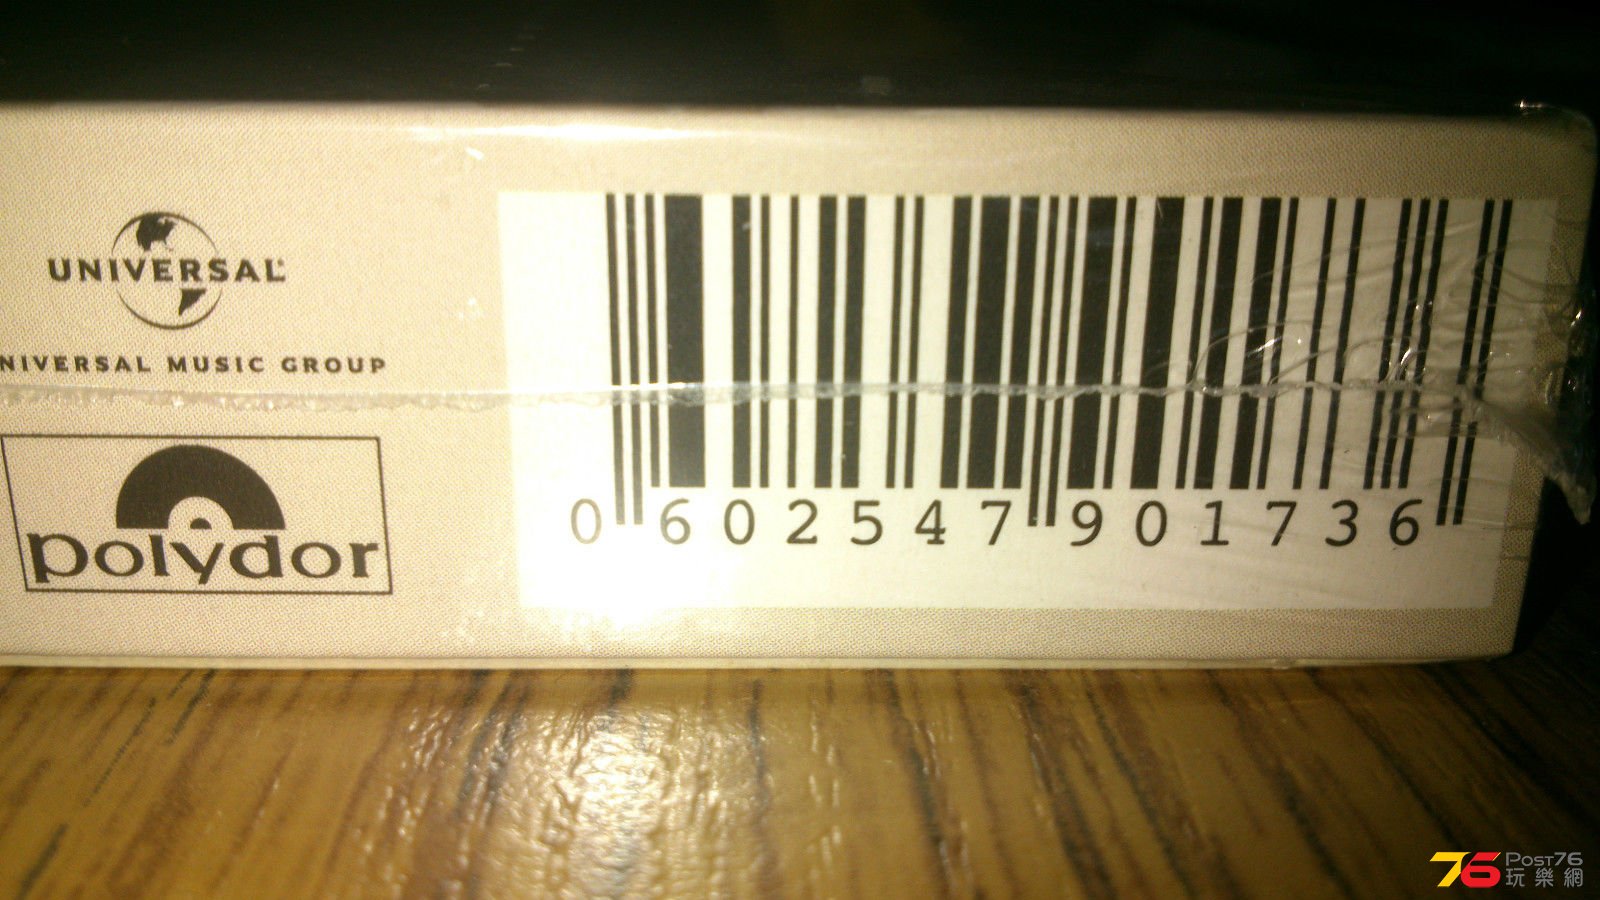 UNIVERSAL
NIVERSAL MUSIC GROUP
polydor
0 602547 901736
76 POST76
玩樂網